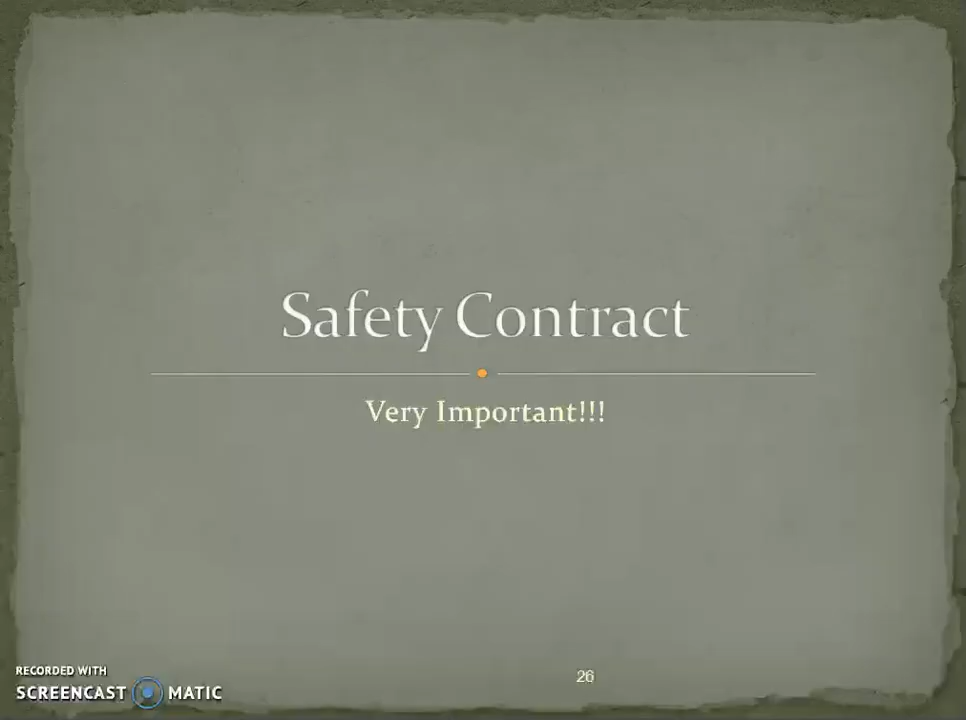 Safety Contract
Very Important!!!
26
RECORDED WITH
SCREENCAST MATIC